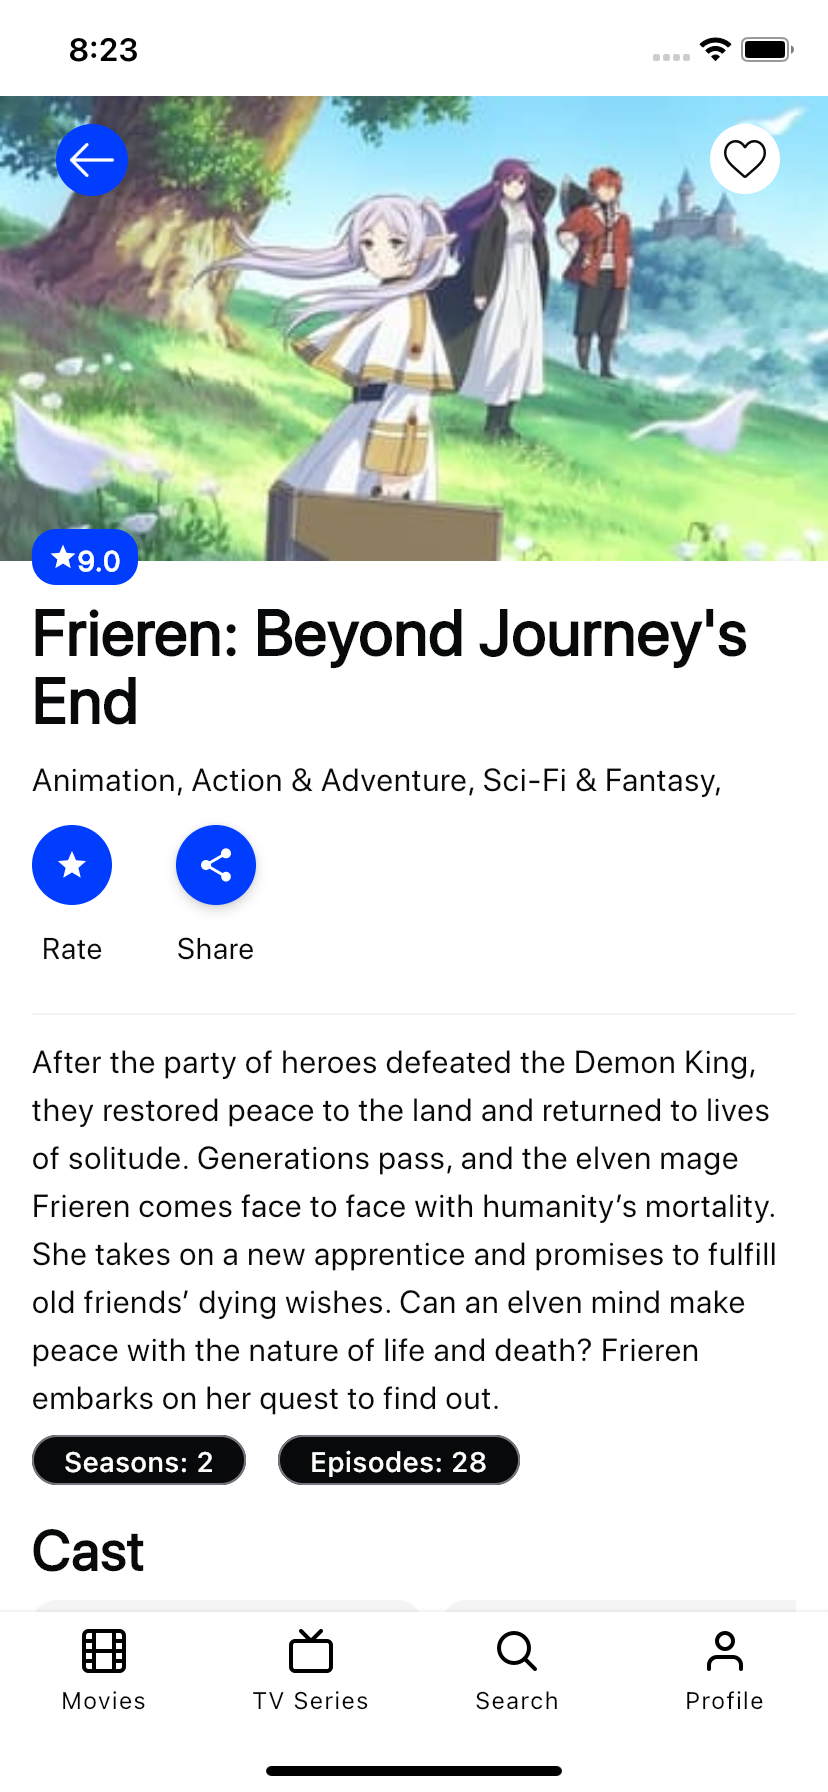 8:23
9.0
Frieren: Beyond Journey's
End
Animation, Action & Adventure, Sci-Fi & Fantasy,
Rate
Share
After the party of heroes defeated the Demon King,
they restored peace to the land and returned to lives
of solitude. Generations pass, and the elven mage
Frieren comes face to face with humanity’s mortality.
She takes on a new apprentice and promises to fulfill
old friends’ dying wishes. Can an elven mind make
peace with the nature of life and death? Frieren
embarks on her quest to find out.
Seasons: 2
Episodes: 28
Cast
Movies
TV Series
Search
Profile